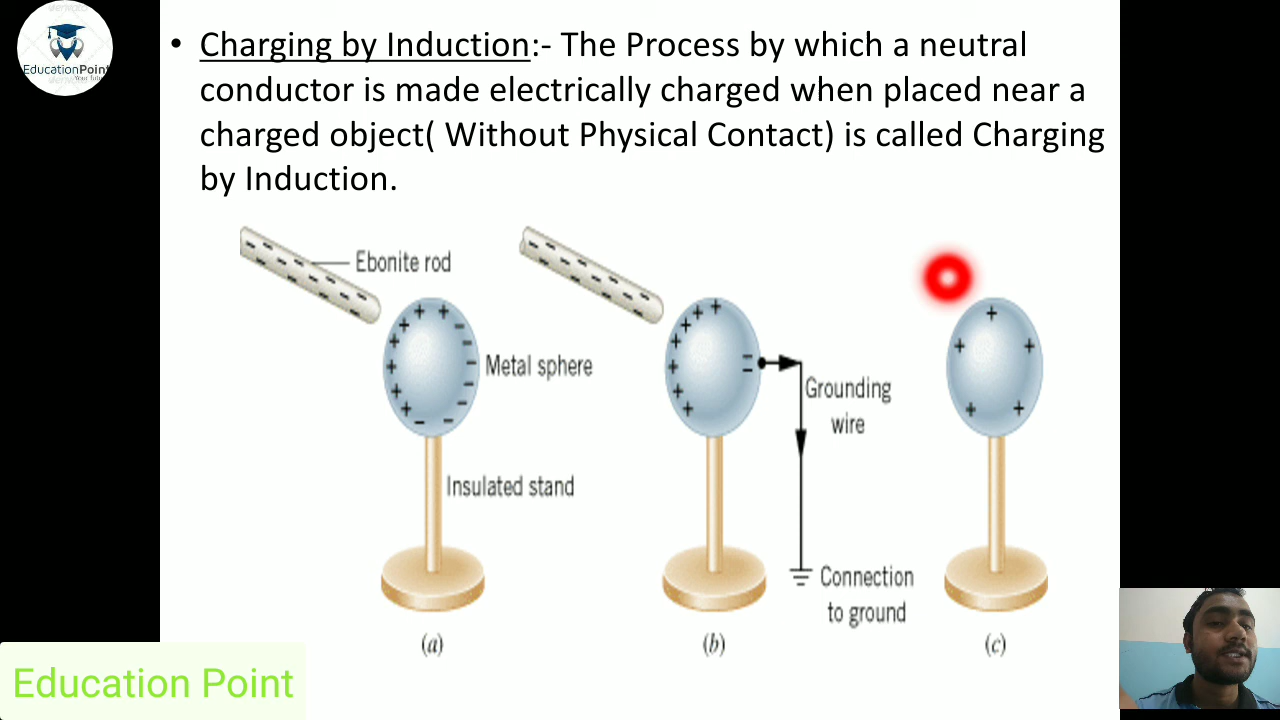 EducationPoint
Your Tutor
• Charging by Induction:- The Process by which a neutral
conductor is made electrically charged when placed near a
charged object( Without Physical Contact) is called Charging
by Induction.
Ebonite rod
Metal sphere
Insulated stand
Grounding
wire
Connection
to ground
(a)
(b)
(c)
Education Point